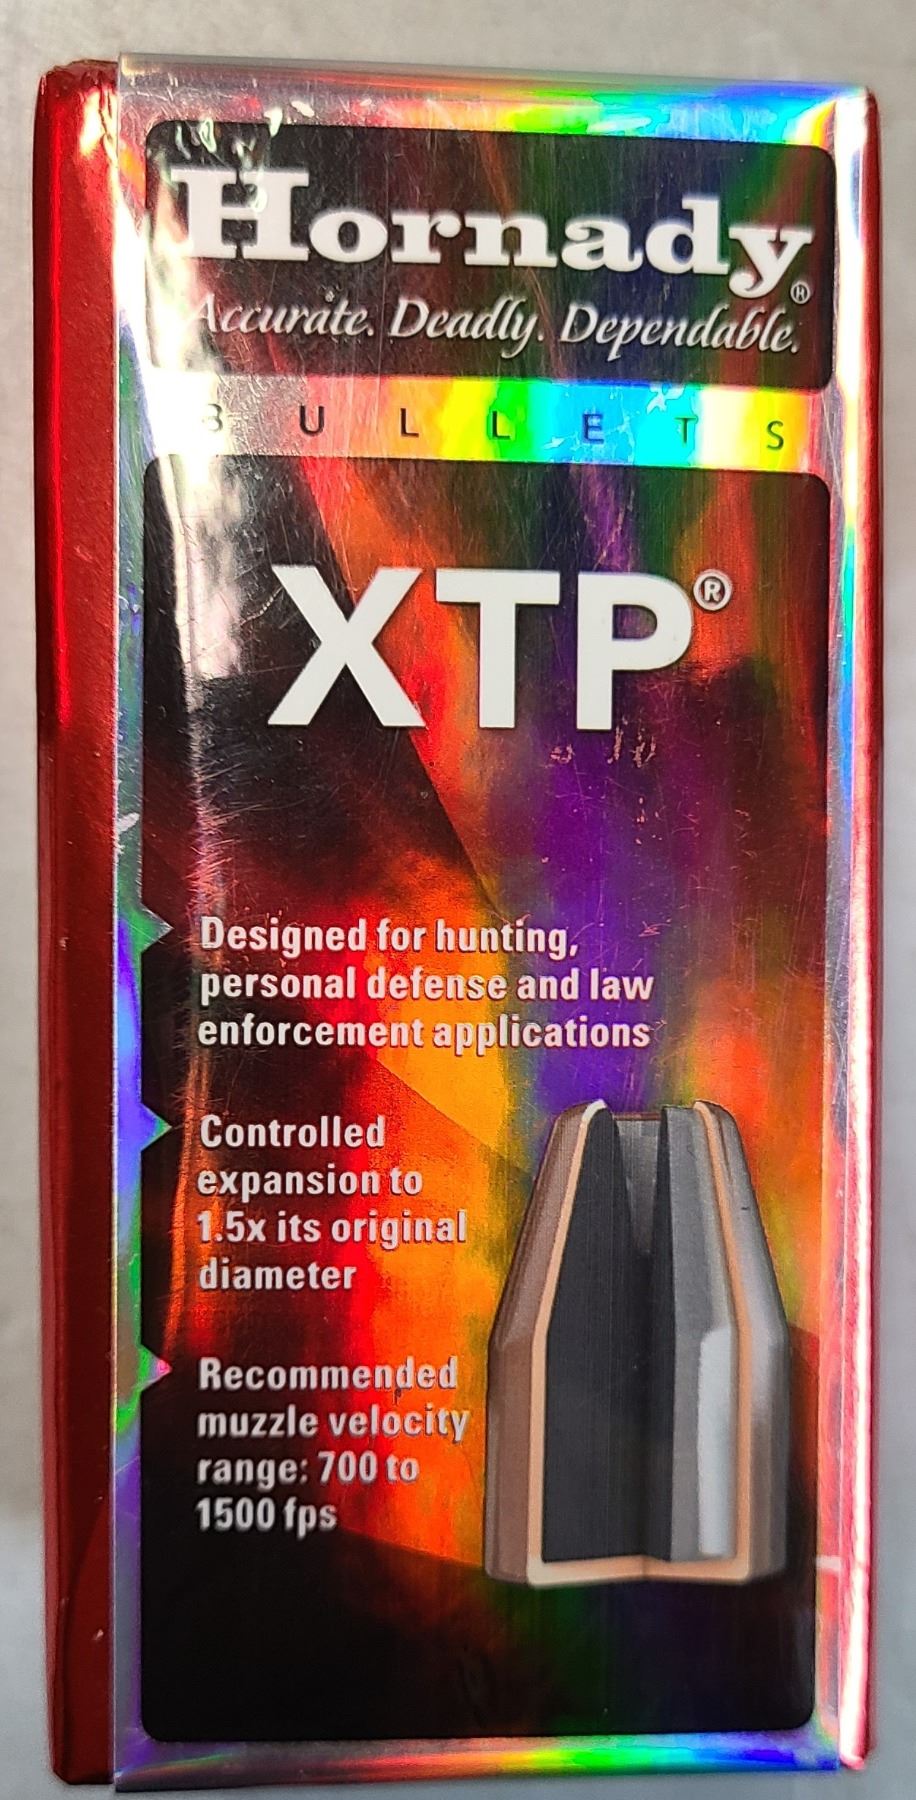 Hornady®
Accurate. Deadly. Dependable.
BULLETS
XTP®
Designed for hunting,
personal defense and law
enforcement applications
Controlled
expansion to
1.5x its original
diameter
Recommended
muzzle velocity
range: 700 to
1500 fps